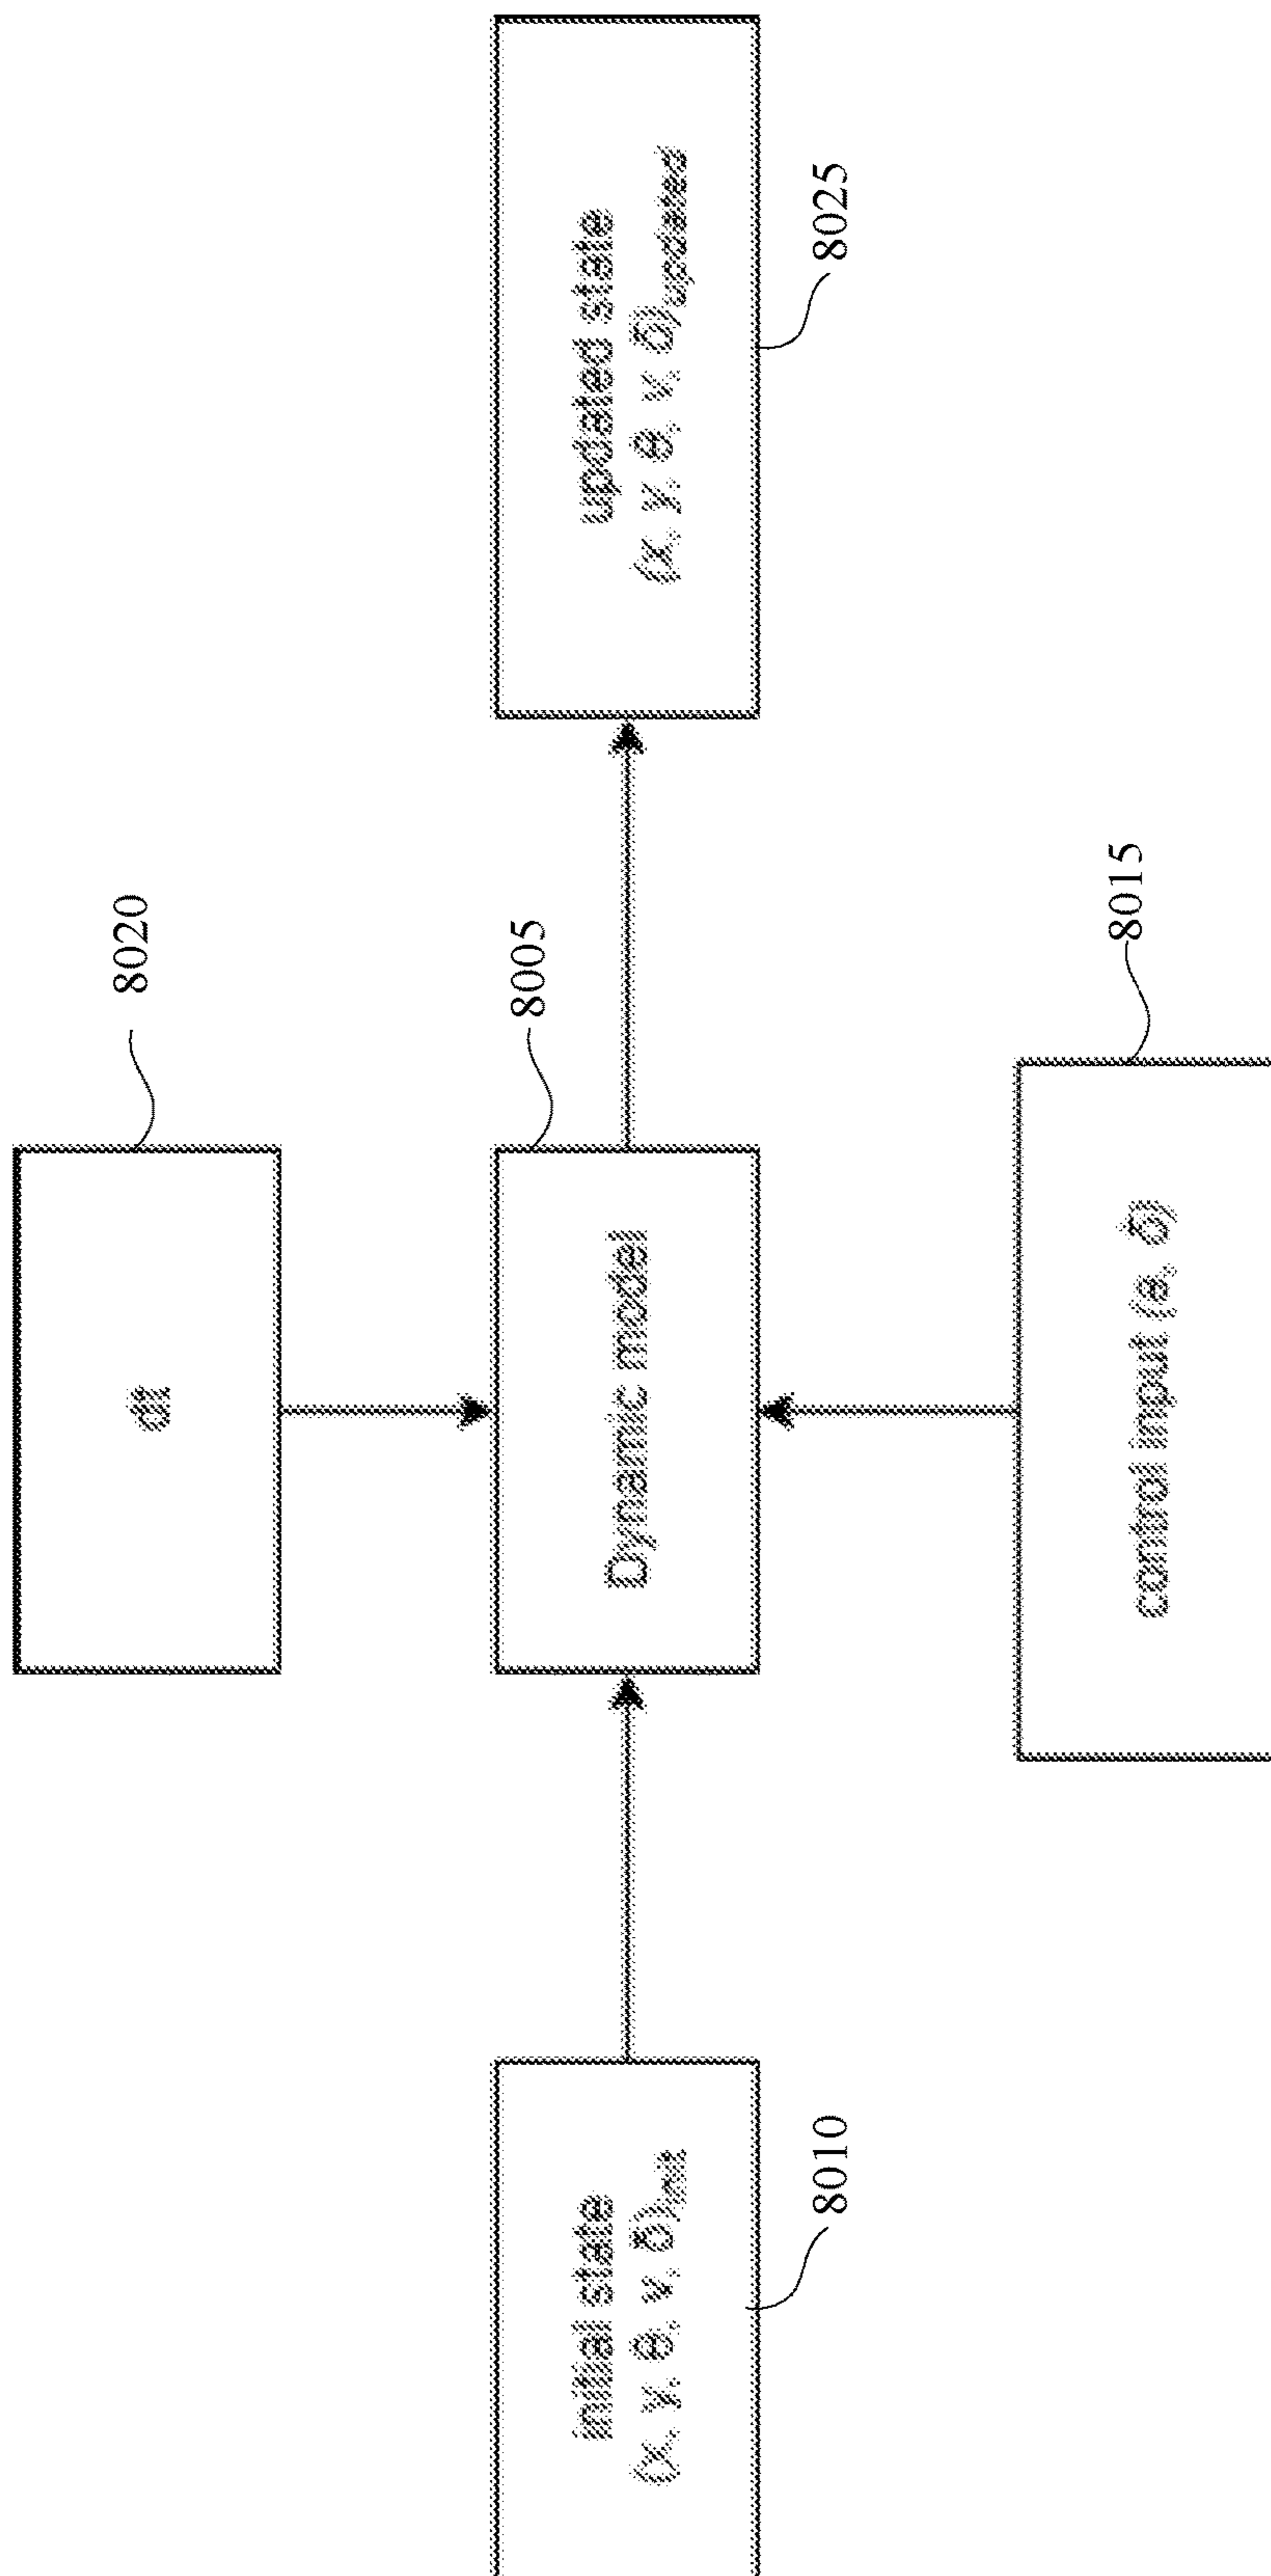 dt
8020
initial state
(x, y, θ, v, δ)init
8010
Dynamic model
8005
updated state
(x, y, θ, v, δ)updated
8025
control input (a, δ̇)
8015